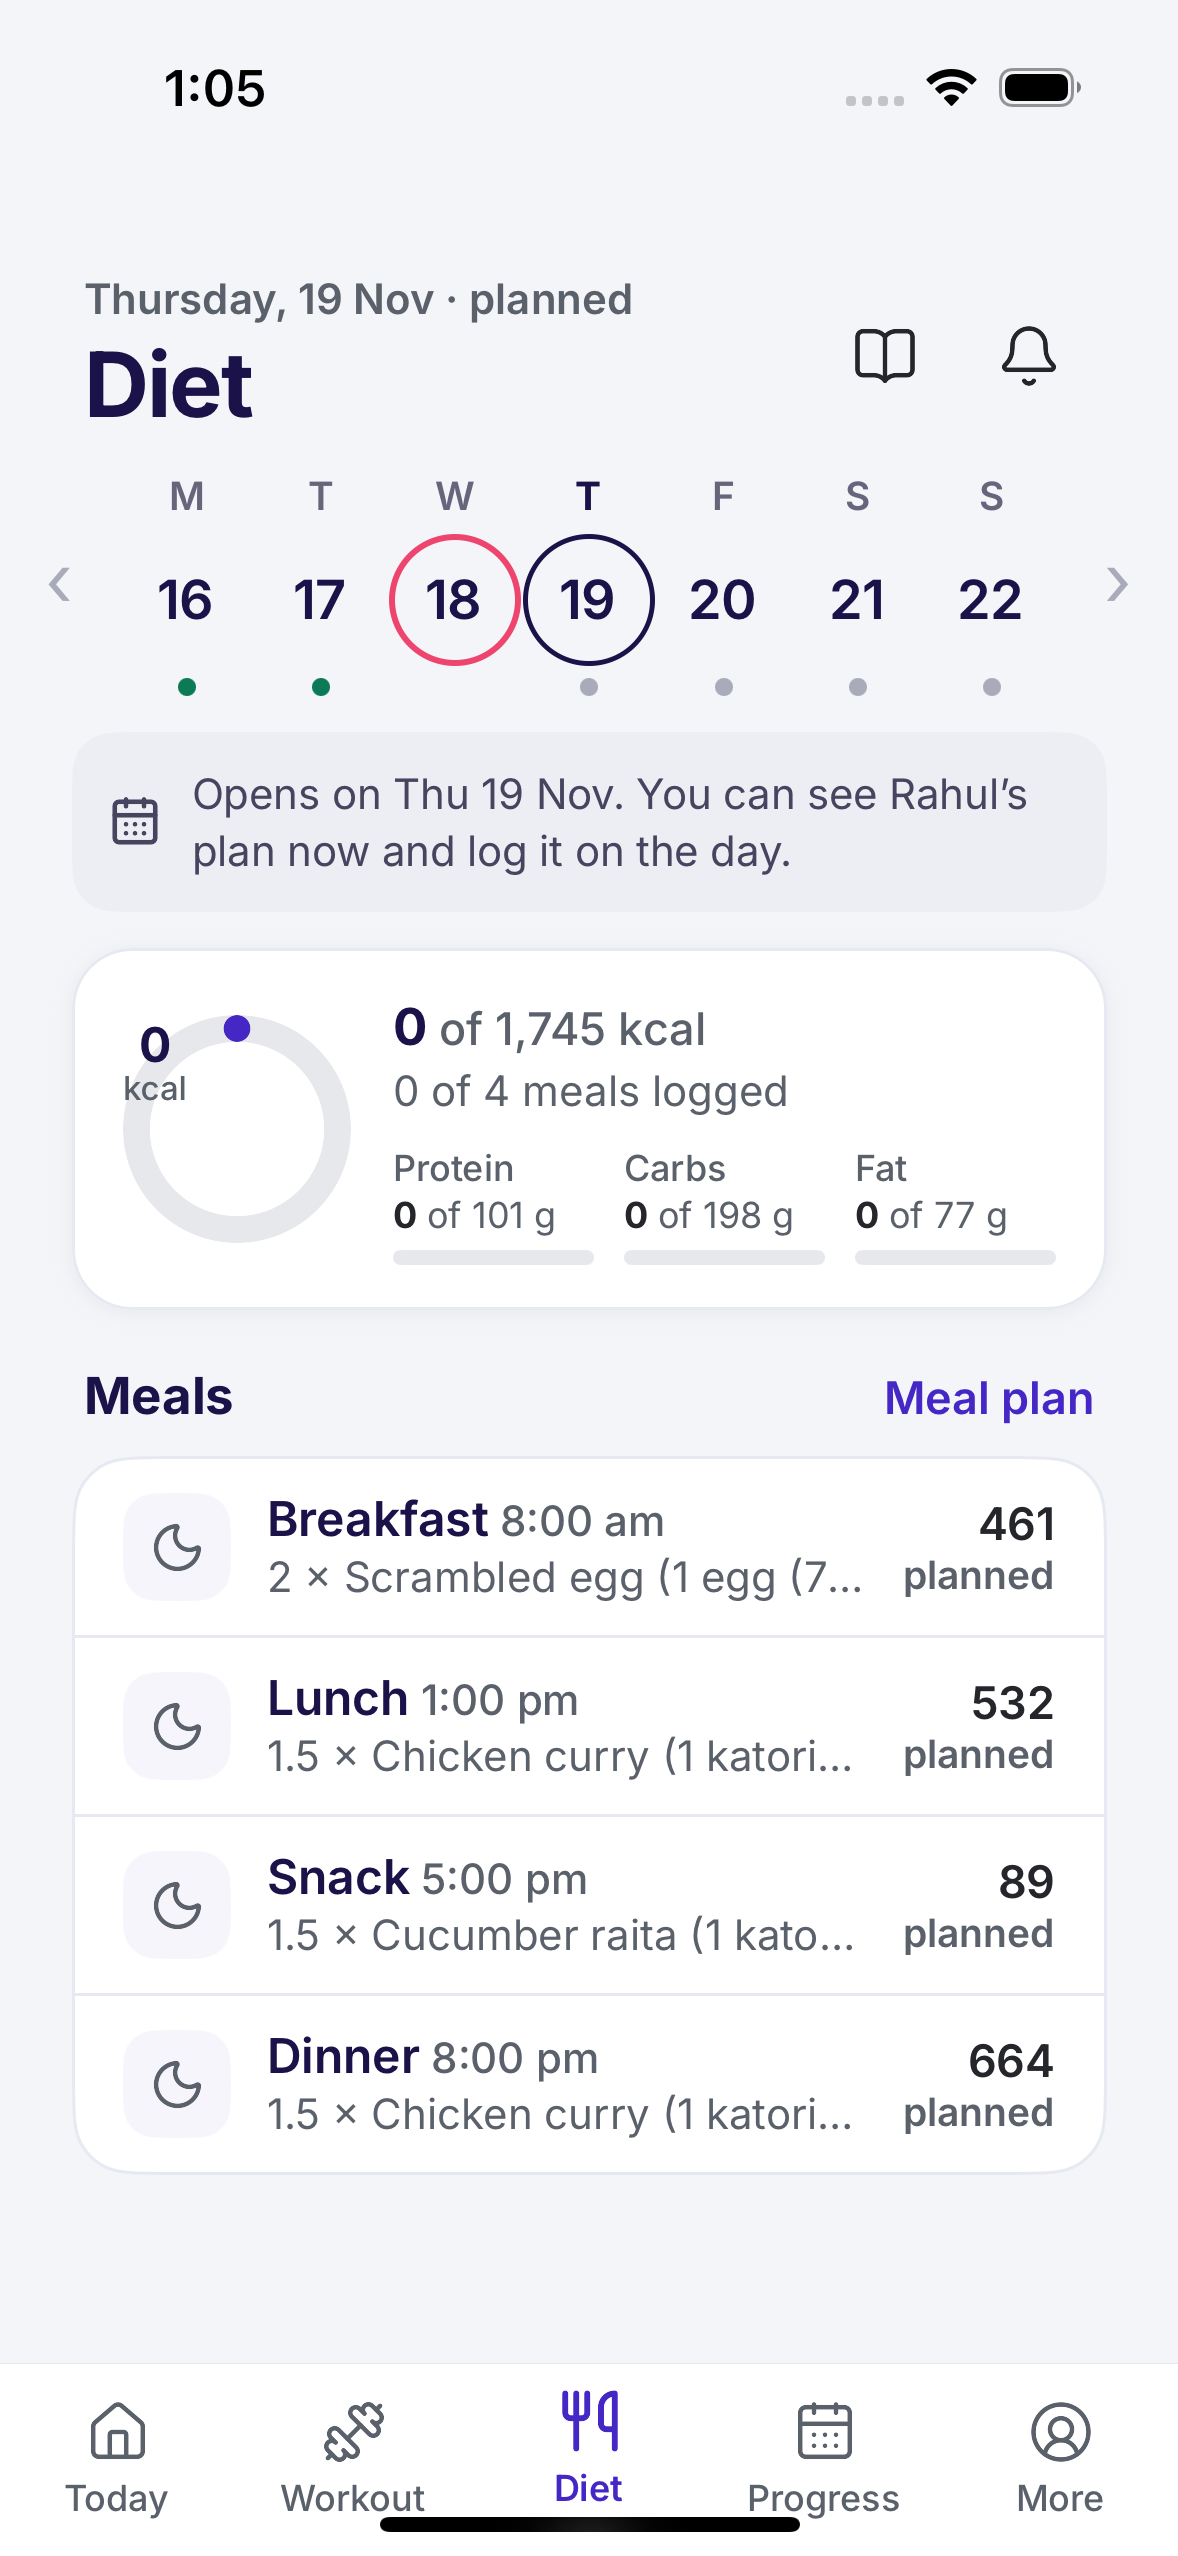 1:05
Thursday, 19 Nov · planned
Diet
M T W T F S S
‹ 16 17 18 19 20 21 22 ›
Opens on Thu 19 Nov. You can see Rahul’s
plan now and log it on the day.
0
kcal
0 of 1,745 kcal
0 of 4 meals logged
Protein Carbs Fat
0 of 101 g 0 of 198 g 0 of 77 g
Meals Meal plan
Breakfast 8:00 am 461
2 × Scrambled egg (1 egg (7... planned
Lunch 1:00 pm 532
1.5 × Chicken curry (1 katori... planned
Snack 5:00 pm 89
1.5 × Cucumber raita (1 kato... planned
Dinner 8:00 pm 664
1.5 × Chicken curry (1 katori... planned
Today Workout Diet Progress More